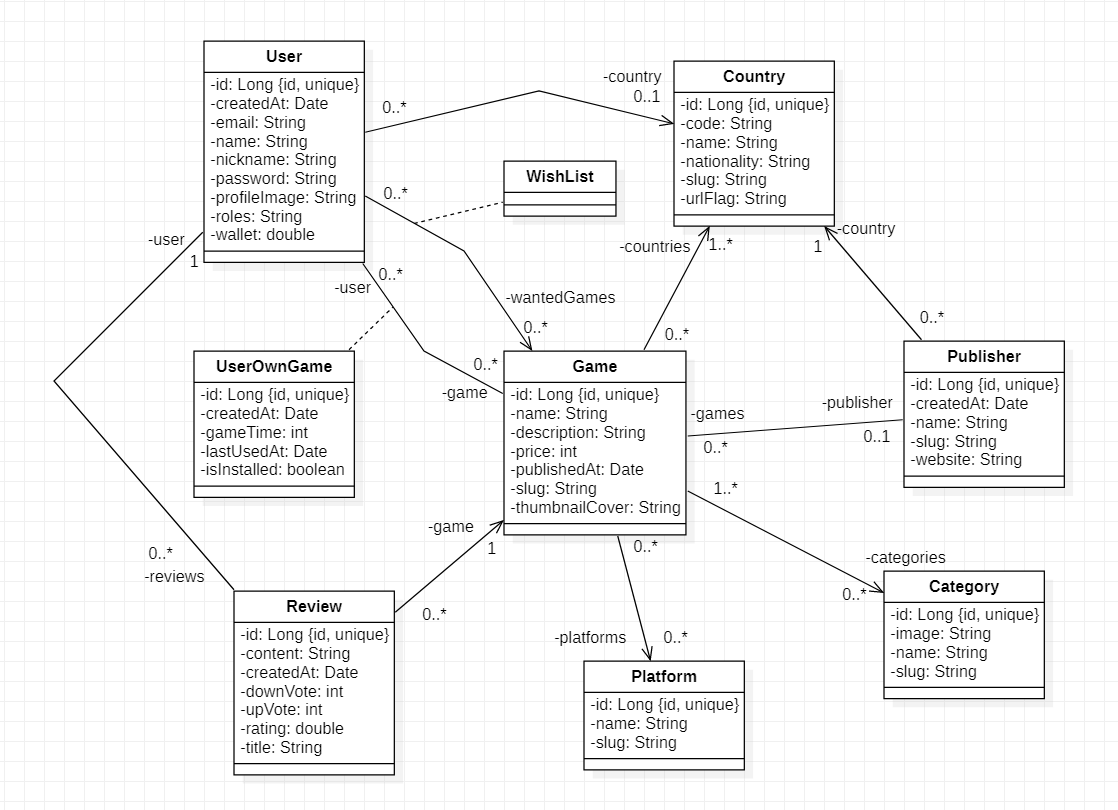 User
-id: Long {id, unique}
-createdAt: Date
-email: String
-name: String
-nickname: String
-password: String
-profileImage: String
-roles: String
-wallet: double
0..*
-country
0..1
Country
-id: Long {id, unique}
-code: String
-name: String
-nationality: String
-slug: String
-urlFlag: String
WishList
0..*
-wantedGames
0..*
-user
1
0..*
-user
-countries
1..*
0..*
-country
1
0..*
UserOwnGame
-id: Long {id, unique}
-createdAt: Date
-gameTime: int
-lastUsedAt: Date
-isInstalled: boolean
0..*
-game
Game
-id: Long {id, unique}
-name: String
-description: String
-price: int
-publishedAt: Date
-slug: String
-thumbnailCover: String
-games
0..*
-publisher
0..1
Publisher
-id: Long {id, unique}
-createdAt: Date
-name: String
-slug: String
-website: String
1..*
-categories
0..*
-game
1
0..*
0..*
-reviews
0..*
-platforms
0..*
Review
-id: Long {id, unique}
-content: String
-createdAt: Date
-downVote: int
-upVote: int
-rating: double
-title: String
Platform
-id: Long {id, unique}
-name: String
-slug: String
Category
-id: Long {id, unique}
-image: String
-name: String
-slug: String